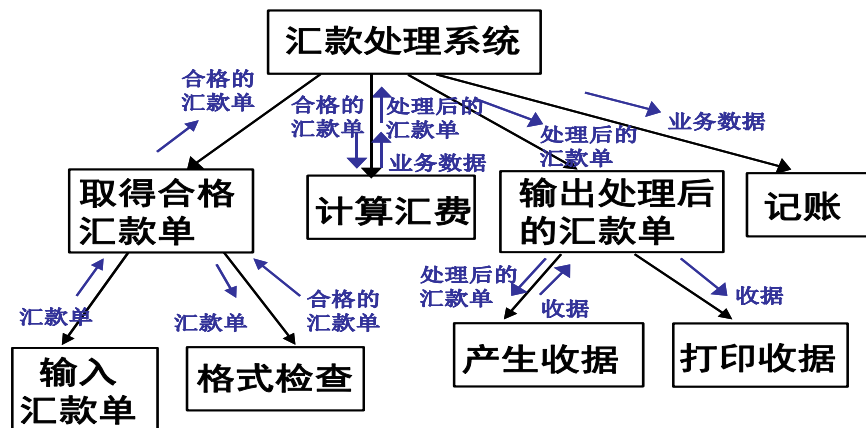 汇款处理系统
合格的
汇款单
合格的
汇款单
处理后的
汇款单
业务数据
处理后的
汇款单
业务数据
取得合格
汇款单
计算汇费
输出处理后
的汇款单
记账
汇款单
汇款单
合格的
汇款单
处理后的
汇款单
收据
收据
输入
汇款单
格式检查
产生收据
打印收据